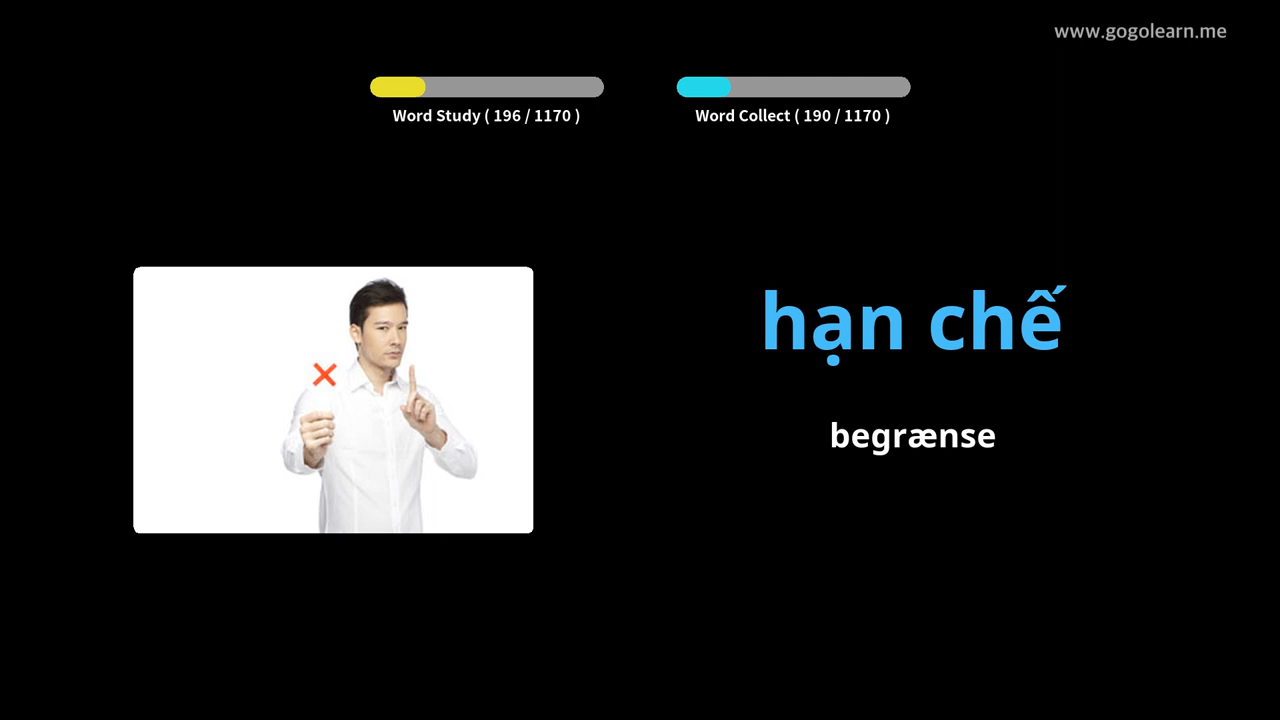 www.gogolearn.me
Word Study ( 196 / 1170 )
Word Collect ( 190 / 1170 )
hạn chế
begrænse